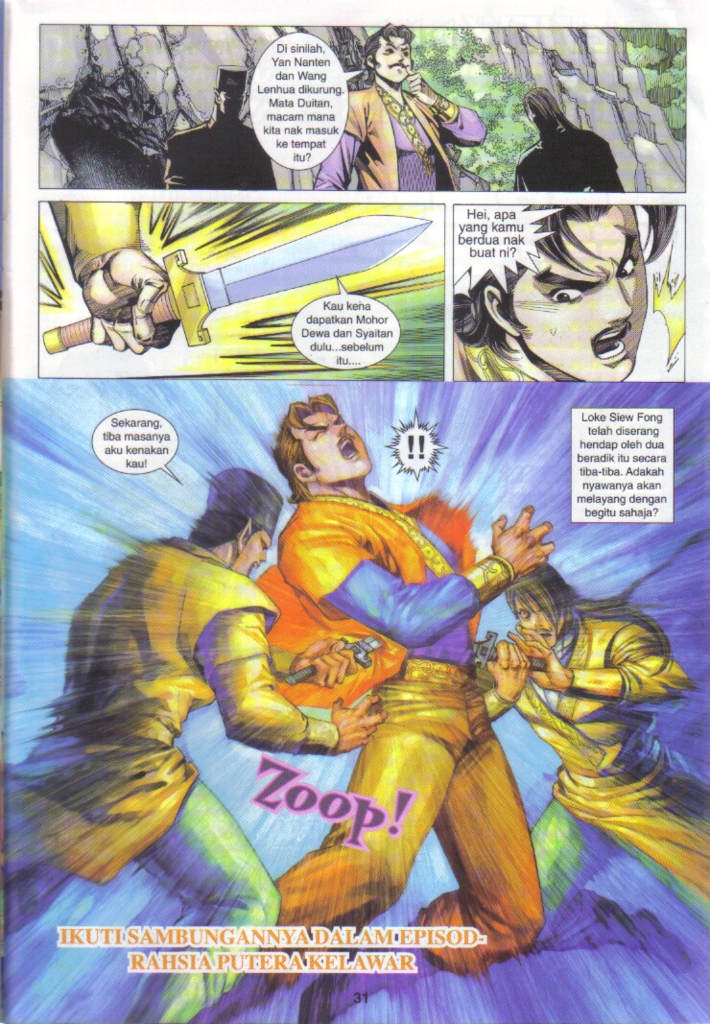 Di sinilah,
Yan Nanten
dan Wang
Lenhua dikurung.
Mata Duitan,
macam mana
kita nak masuk
ke tempat
itu?
Kau kena
dapatkan Mohor
Dewa dan Syaitan
dulu...sebelum
itu....
Hei, apa
yang kamu
berdua nak
buat ni?
Sekarang,
tiba masanya
aku kenakan
kau!
!!
Loke Siew Fong
telah diserang
hendap oleh dua
beradik itu secara
tiba-tiba. Adakah
nyawanya akan
melayang dengan
begitu sahaja?
Zoop!
IKUTI SAMBUNGANNYA DALAM EPISOD-
RAHSIA PUTERA KELAWAR
31